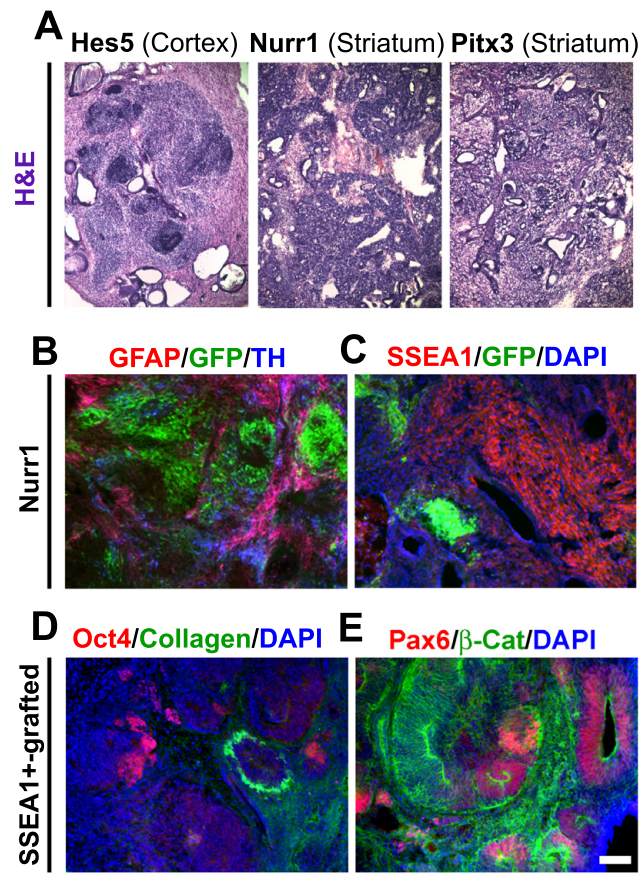 A
Hes5 (Cortex) Nurr1 (Striatum) Pitx3 (Striatum)
H&E
B
GFAP/GFP/TH
C
SSEA1/GFP/DAPI
Nurr1
D
Oct4/Collagen/DAPI
E
Pax6/β-Cat/DAPI
SSEA1+-grafted